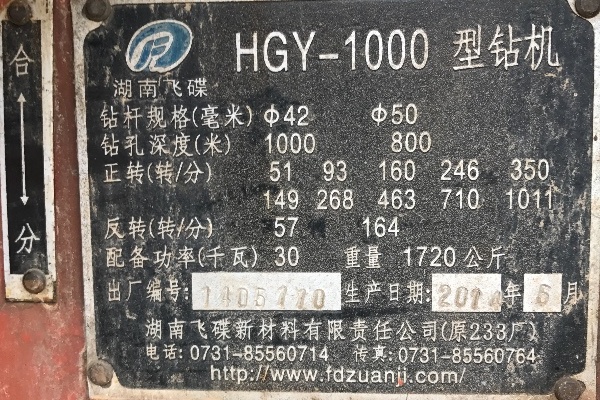 合
分
湖南飞碟
HGY-1000 型钻机
钻杆规格(毫米) Φ42 Φ50
钻孔深度(米) 1000 800
正转(转/分) 51 93 160 246 350
149 268 463 710 1011
反转(转/分) 57 164
配备功率(千瓦) 30 重量 1720 公斤
出厂编号: 1405770 生产日期: 2014 年 5 月
湖南飞碟新材料有限责任公司(原233厂)
电话: 0731-85560714 传真: 0731-85560764
http://www.fdzuanji.com/